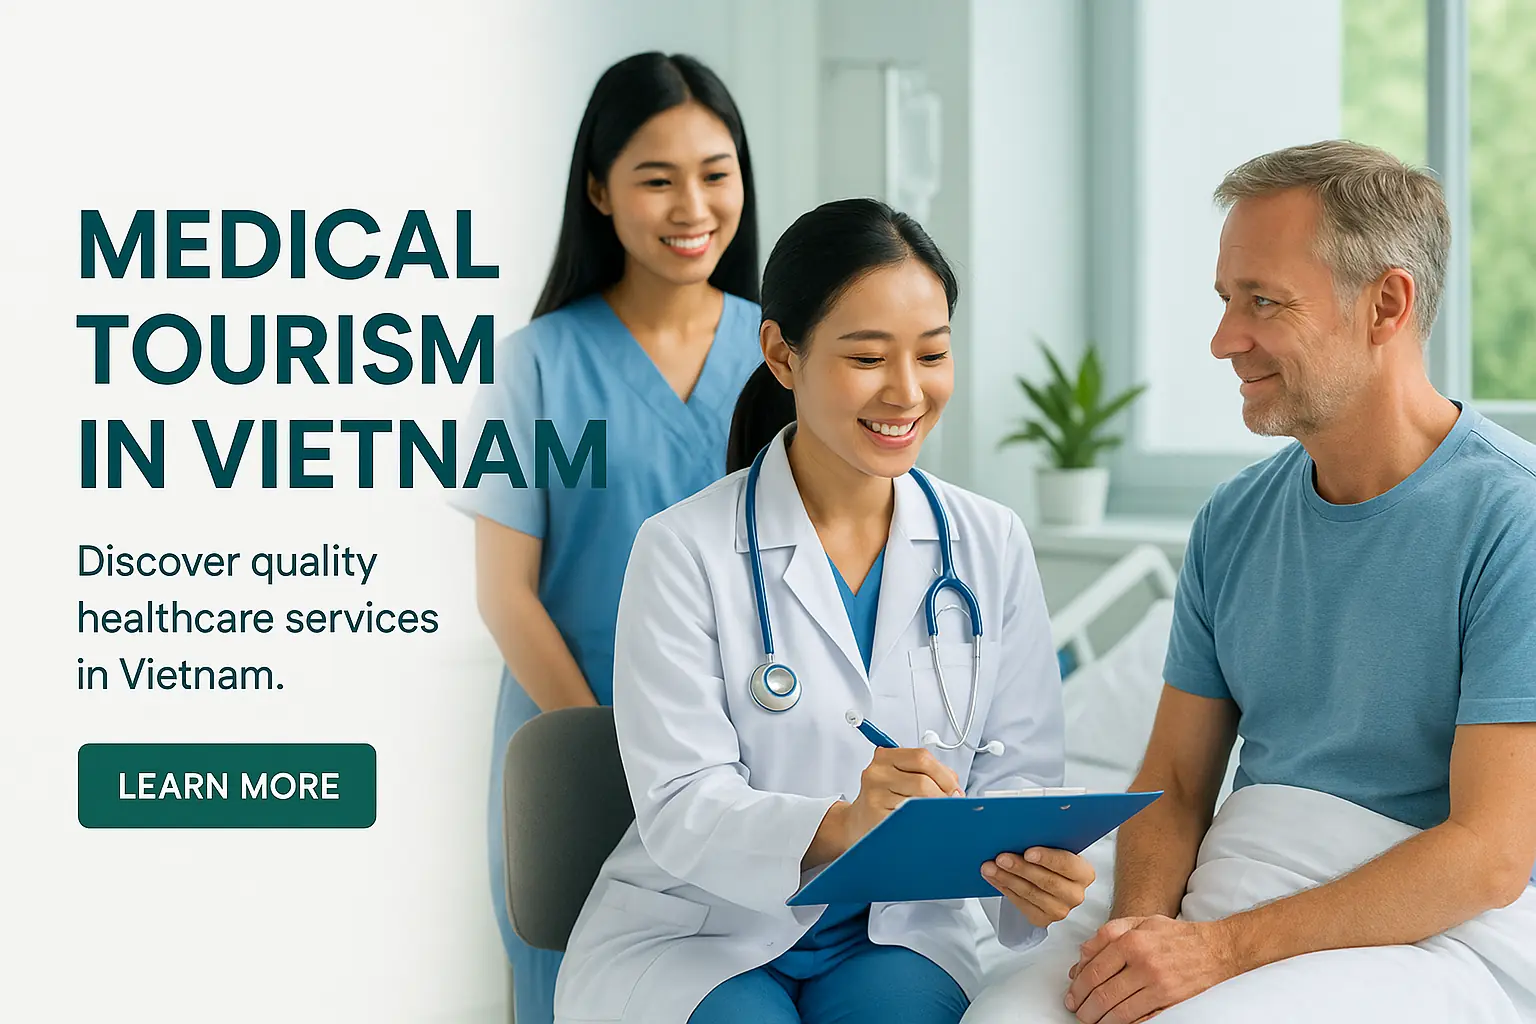 MEDICAL
TOURISM
IN VIETNAM
Discover quality
healthcare services
in Vietnam.
LEARN MORE